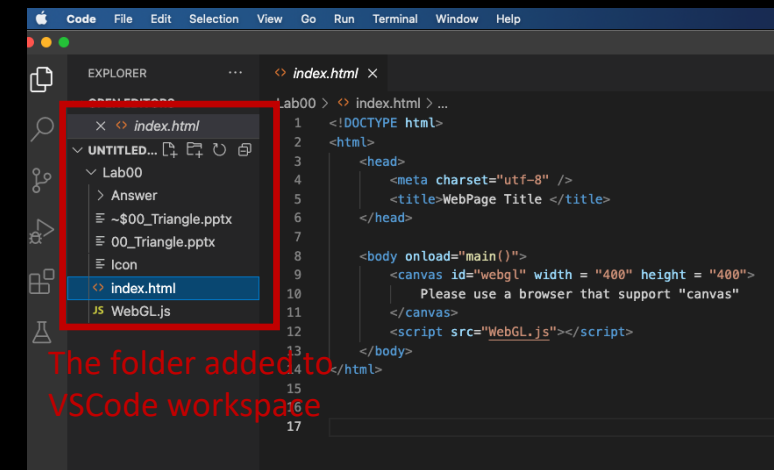 Code File Edit Selection View Go Run Terminal Window Help
EXPLORER ... <> index.html ×
OPEN EDITORS
Lab00 > <> index.html > ...
× <> index.html
UNTITLED...
Lab00
> Answer
~$00_Triangle.pptx
00_Triangle.pptx
Icon
<> index.html
JS WebGL.js
1 <!DOCTYPE html>
2 <html>
3 <head>
4 <meta charset="utf-8" />
5 <title>WebPage Title </title>
6 </head>
7
8 <body onload="main()">
9 <canvas id="webgl" width = "400" height = "400">
10 Please use a browser that support "canvas"
11 </canvas>
12 <script src="WebGL.js"></script>
13 </body>
14 </html>
15
16
17
The folder added to
VSCode workspace